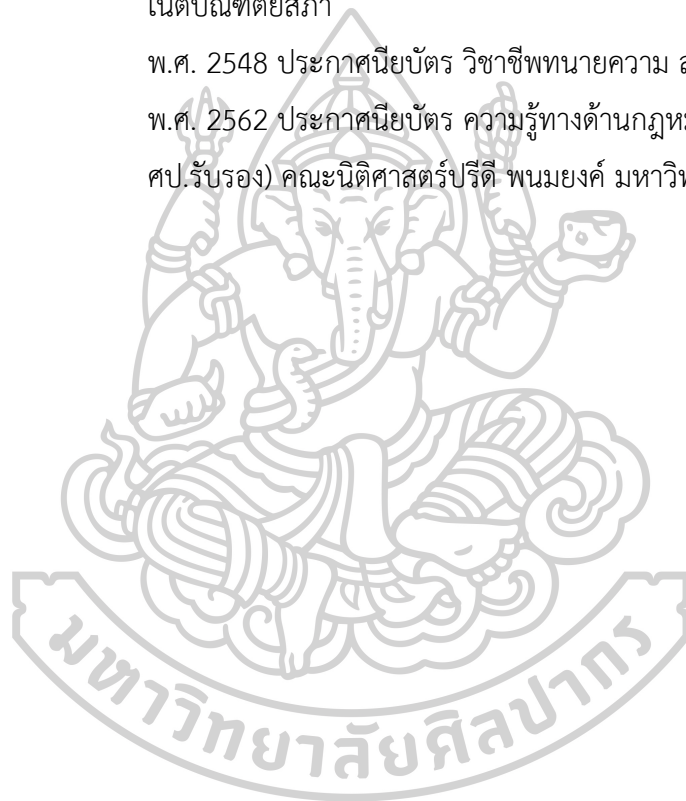 เนติบัณฑิตยสภา
พ.ศ. 2548 ประกาศนียบัตร วิชาชีพทนายความ
พ.ศ. 2562 ประกาศนียบัตร ความรู้ทางด้าน
ศป.รับรอง) คณะนิติศาสตร์ปรีดี พนมยงค์
มหาวิทยาลัยศิลปากร